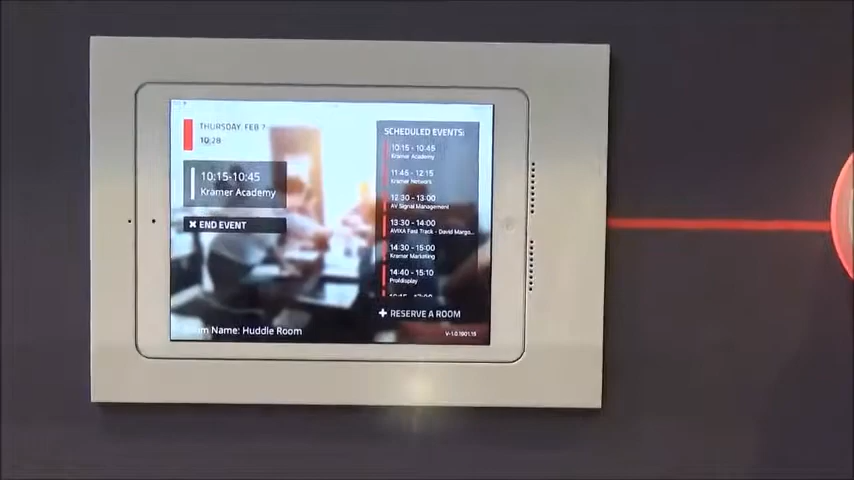 THURSDAY, FEB 7
10:28
10:15-10:45
Kramer Academy
✖ END EVENT
Name: Huddle Room
SCHEDULED EVENTS:
10:15 - 10:45
Kramer Academy
11:45 - 12:15
Kramer Network
12:30 - 13:00
AV Signal Management
13:30 - 14:00
AVIXA Fast Track - David Margo...
14:30 - 15:00
Kramer Marketing
14:40 - 15:10
Profdisplay
+ RESERVE A ROOM